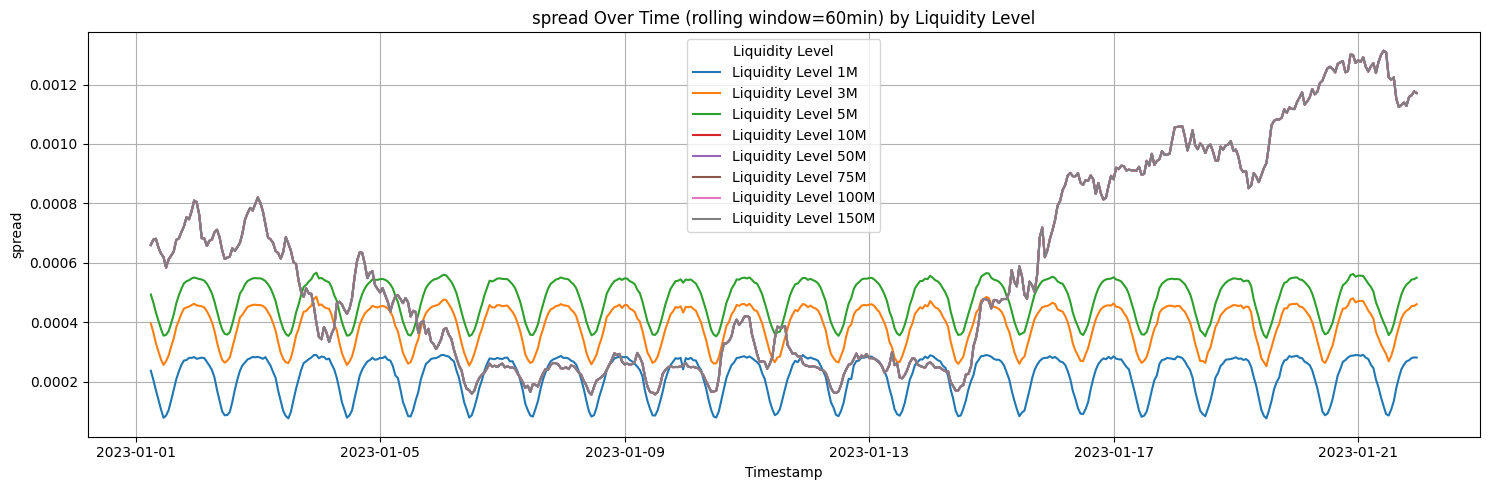 spread Over Time (rolling window=60min) by Liquidity Level
Liquidity Level
Liquidity Level 1M
Liquidity Level 3M
Liquidity Level 5M
Liquidity Level 10M
Liquidity Level 50M
Liquidity Level 75M
Liquidity Level 100M
Liquidity Level 150M
spread
0.0012
0.0010
0.0008
0.0006
0.0004
0.0002
2023-01-01
2023-01-05
2023-01-09
2023-01-13
2023-01-17
2023-01-21
Timestamp